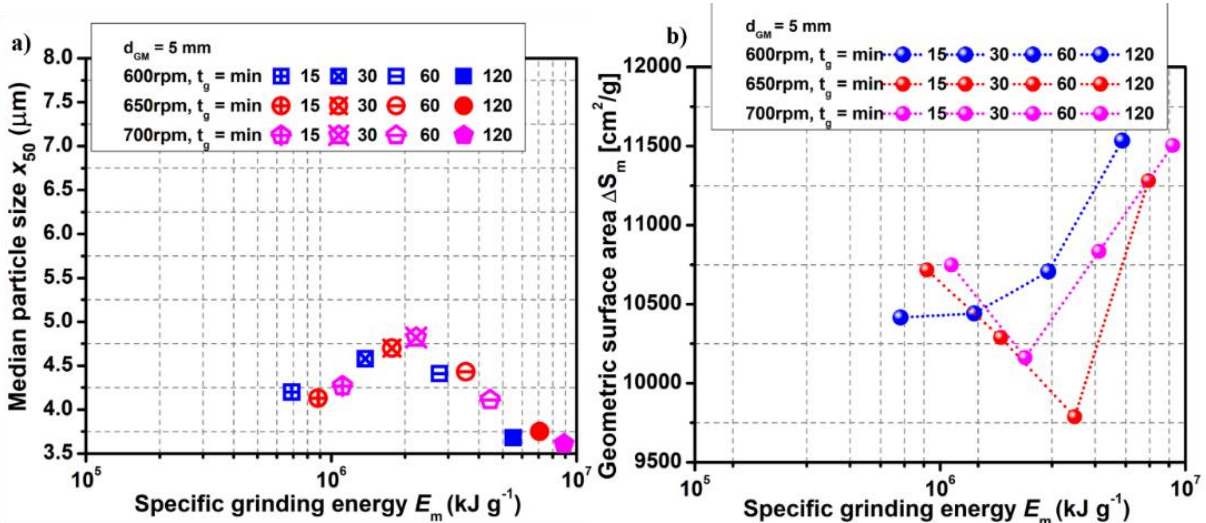 a)
d_GM = 5 mm
600rpm, t_g = min 15 30 60 120
650rpm, t_g = min 15 30 60 120
700rpm, t_g = min 15 30 60 120
Median particle size x_50 (μm)
8.0
7.5
7.0
6.5
6.0
5.5
5.0
4.5
4.0
3.5
10^5 10^6 10^7
Specific grinding energy E_m (kJ g^-1)
b)
d_GM = 5 mm
600rpm, t_g = min 15 30 60 120
650rpm, t_g = min 15 30 60 120
700rpm, t_g = min 15 30 60 120
Geometric surface area ΔS_m [cm^2/g]
12000
11500
11000
10500
10000
9500
10^5 10^6 10^7
Specific grinding energy E_m (kJ g^-1)